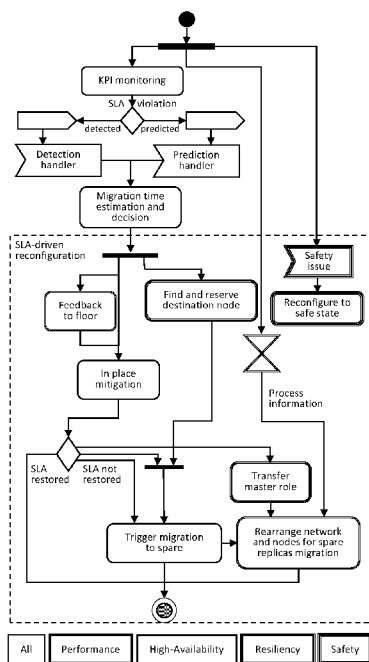 KPI monitoring
SLA violation
detected predicted
Detection
handler
Prediction
handler
Migration time
estimation and
decision
SLA-driven
reconfiguration
Safety
issue
Feedback
to floor
Find and reserve
destination node
Reconfigure to
safe state
In place
mitigation
Process
information
SLA
restored
SLA not
restored
Transfer
master role
Trigger migration
to spare
Rearrange network
and nodes for spare
replicas migration
All
Performance
High-Availability
Resiliency
Safety